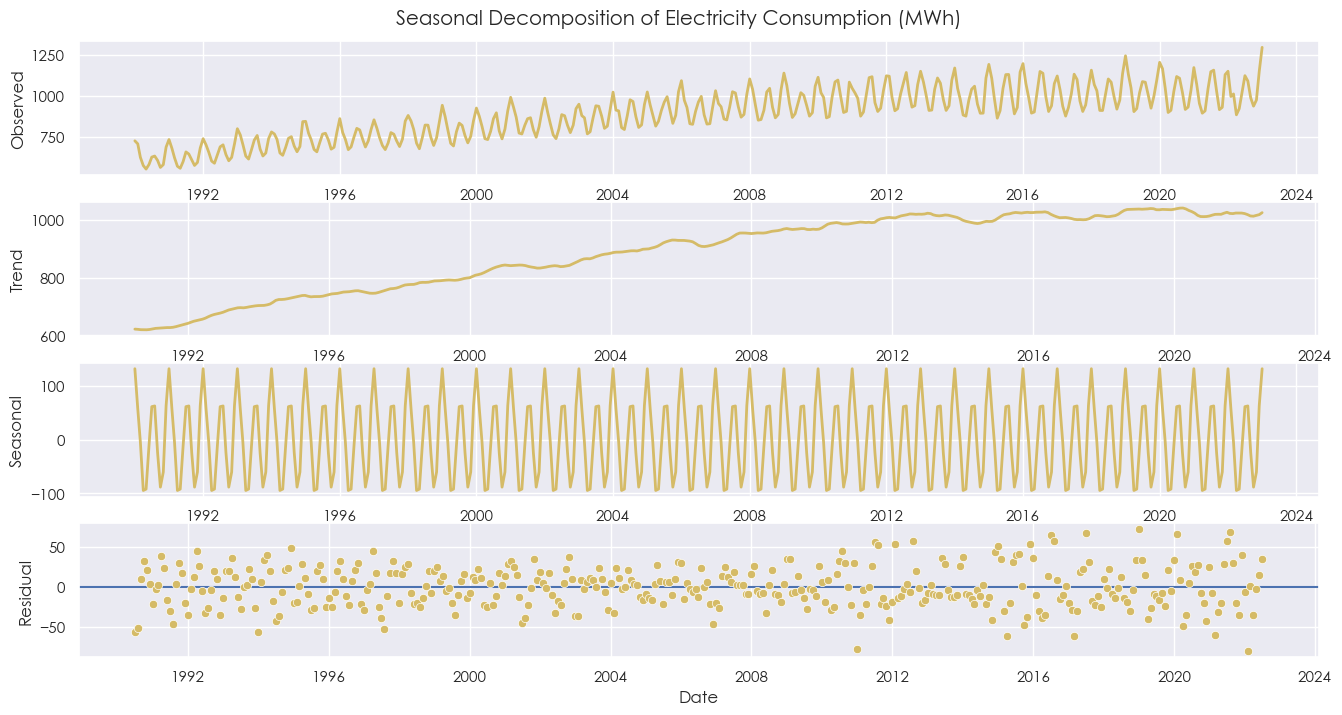 Seasonal Decomposition of Electricity Consumption (MWh)
Observed
1250
1000
750
1992 1996 2000 2004 2008 2012 2016 2020 2024
Trend
1000
800
600
1992 1996 2000 2004 2008 2012 2016 2020 2024
Seasonal
100
0
−100
1992 1996 2000 2004 2008 2012 2016 2020 2024
Residual
50
0
−50
1992 1996 2000 2004 2008 2012 2016 2020 2024
Date